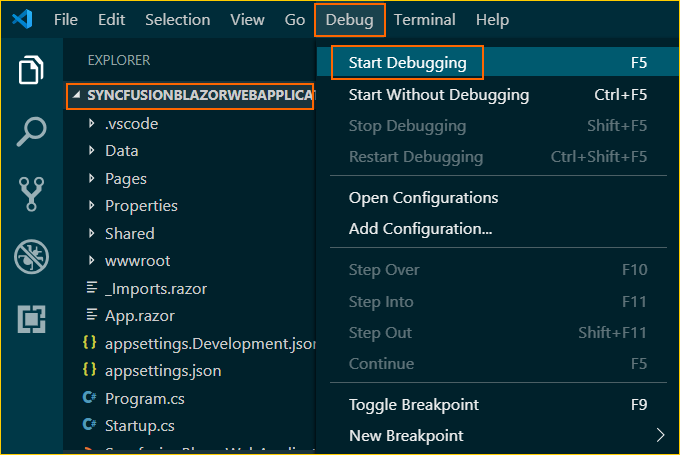 File Edit Selection View Go Debug Terminal Help
EXPLORER
SYNCFUSIONBLAZORWEBAPPLICA
.vscode
Data
Pages
Properties
Shared
wwwroot
_Imports.razor
App.razor
appsettings.Development.json
appsettings.json
Program.cs
Startup.cs
Start Debugging F5
Start Without Debugging Ctrl+F5
Stop Debugging Shift+F5
Restart Debugging Ctrl+Shift+F5
Open Configurations
Add Configuration...
Step Over F10
Step Into F11
Step Out Shift+F11
Continue F5
Toggle Breakpoint F9
New Breakpoint